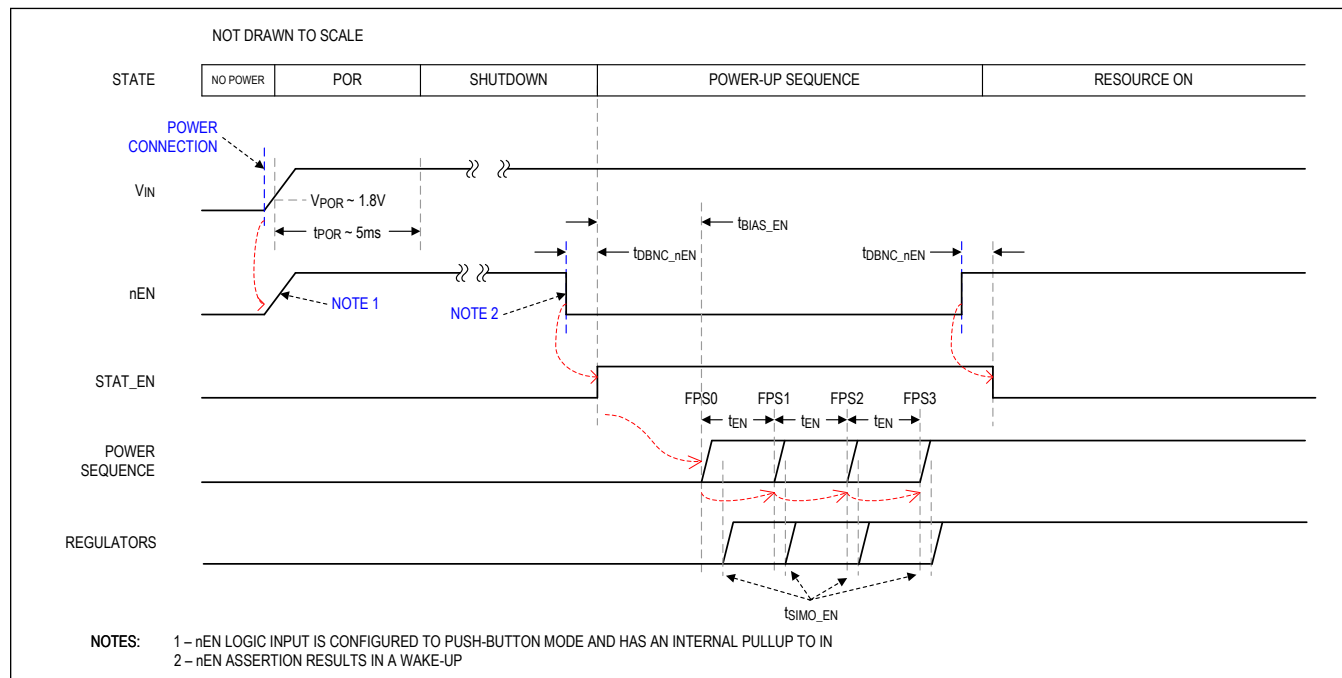 NOT DRAWN TO SCALE
STATE NO POWER POR SHUTDOWN POWER-UP SEQUENCE RESOURCE ON
POWER
CONNECTION
VIN
VPOR ~ 1.8V
tPOR ~ 5ms
tBIAS_EN
tDBNC_nEN tDBNC_nEN
nEN
NOTE 1 NOTE 2
STAT_EN
FPS0 FPS1 FPS2 FPS3
tEN tEN tEN
POWER
SEQUENCE
REGULATORS
tSIMO_EN
NOTES: 1 – nEN LOGIC INPUT IS CONFIGURED TO PUSH-BUTTON MODE AND HAS AN INTERNAL PULLUP TO IN
2 – nEN ASSERTION RESULTS IN A WAKE-UP